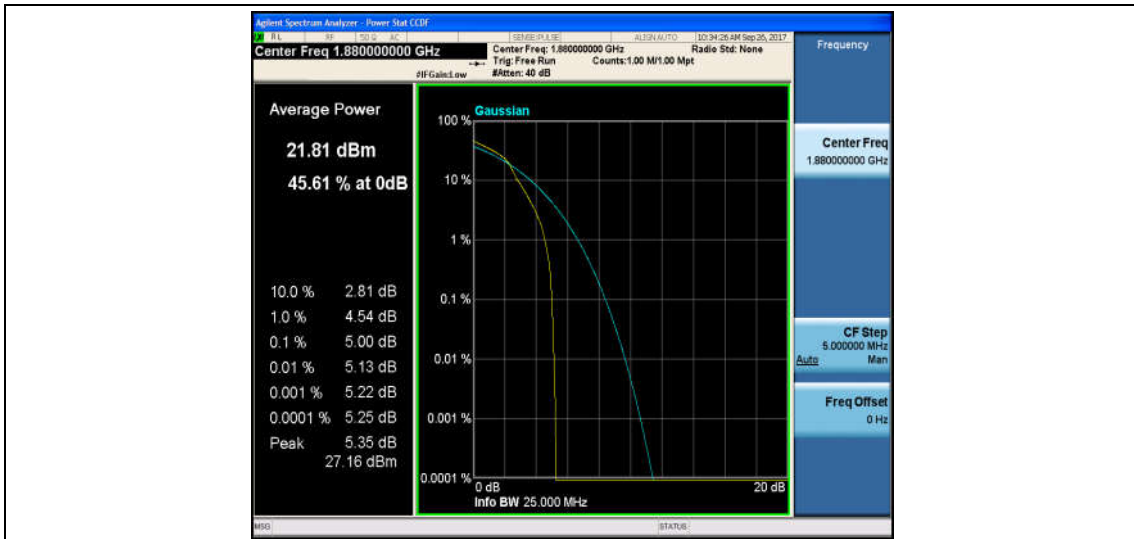 Agilent Spectrum Analyzer - Power Stat CCDF
RL RF 50 Ω AC SENSE:PULSE ALIGN AUTO 10:34:26 AM Sep 26, 2017
Center Freq 1.880000000 GHz
Center Freq: 1.880000000 GHz Radio Std: None
Trig: Free Run Counts:1.00 M/1.00 Mpt
#IFGain:Low #Atten: 40 dB
Frequency
Average Power
21.81 dBm
45.61 % at 0dB
10.0 % 2.81 dB
1.0 % 4.54 dB
0.1 % 5.00 dB
0.01 % 5.13 dB
0.001 % 5.22 dB
0.0001 % 5.25 dB
Peak 5.35 dB
27.16 dBm
Gaussian
100 %
10 %
1 %
0.1 %
0.01 %
0.001 %
0.0001 %
0 dB 20 dB
Info BW 25.000 MHz
Center Freq
1.880000000 GHz
CF Step
5.000000 MHz
Auto Man
Freq Offset
0 Hz
MSG STATUS